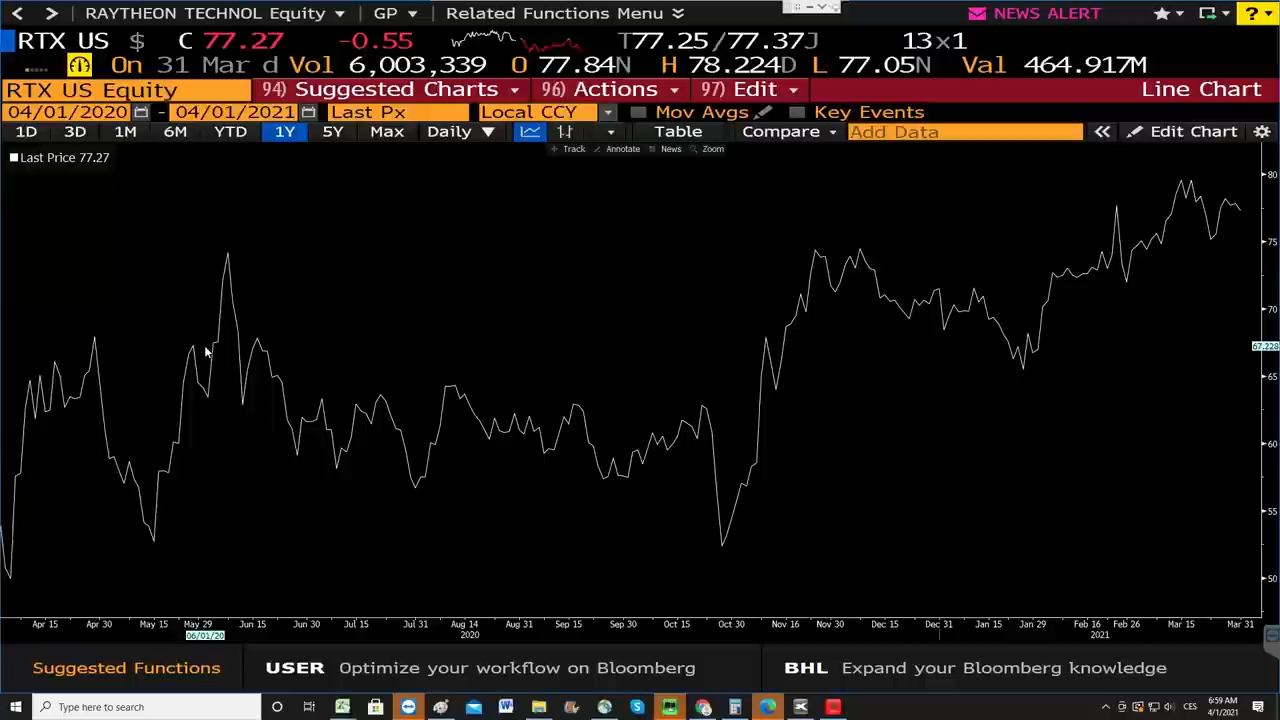 RAYTHEON TECHNOL Equity GP Related Functions Menu NEWS ALERT ?
RTX US $ C 77.27 -0.55 T77.25/77.37J 13×1
On 31 Mar d Vol 6,003,339 O 77.84N H 78.224D L 77.05N Val 464.917M
RTX US Equity 94) Suggested Charts 96) Actions 97) Edit Line Chart
04/01/2020 - 04/01/2021 Last Px Local CCY Mov Avgs Key Events
1D 3D 1M 6M YTD 1Y 5Y Max Daily Table Compare Add Data Edit Chart
Track Annotate News Zoom
Last Price 77.27
80
75
70
67.228
65
60
55
50
Apr 15 Apr 30 May 15 May 29 Jun 15 Jun 30 Jul 15 Jul 31 Aug 14 Aug 31 Sep 15 Sep 30 Oct 15 Oct 30 Nov 16 Nov 30 Dec 15 Dec 31 Jan 15 Jan 29 Feb 16 Feb 26 Mar 15 Mar 31
06/01/20 2020 2021
Suggested Functions USER Optimize your workflow on Bloomberg BHL Expand your Bloomberg knowledge
Type here to search CES 6:59 AM
4/1/2021